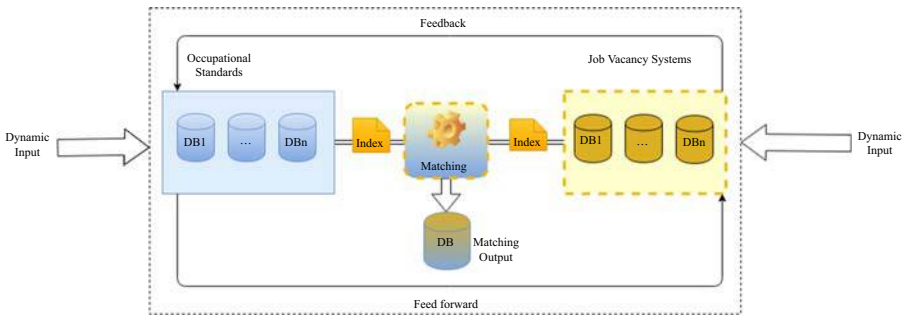 Feedback
Occupational
Standards
Job Vacancy Systems
Dynamic
Input
DB1
...
DBn
Index
Matching
Index
DB1
...
DBn
Dynamic
Input
DB
Matching
Output
Feed forward